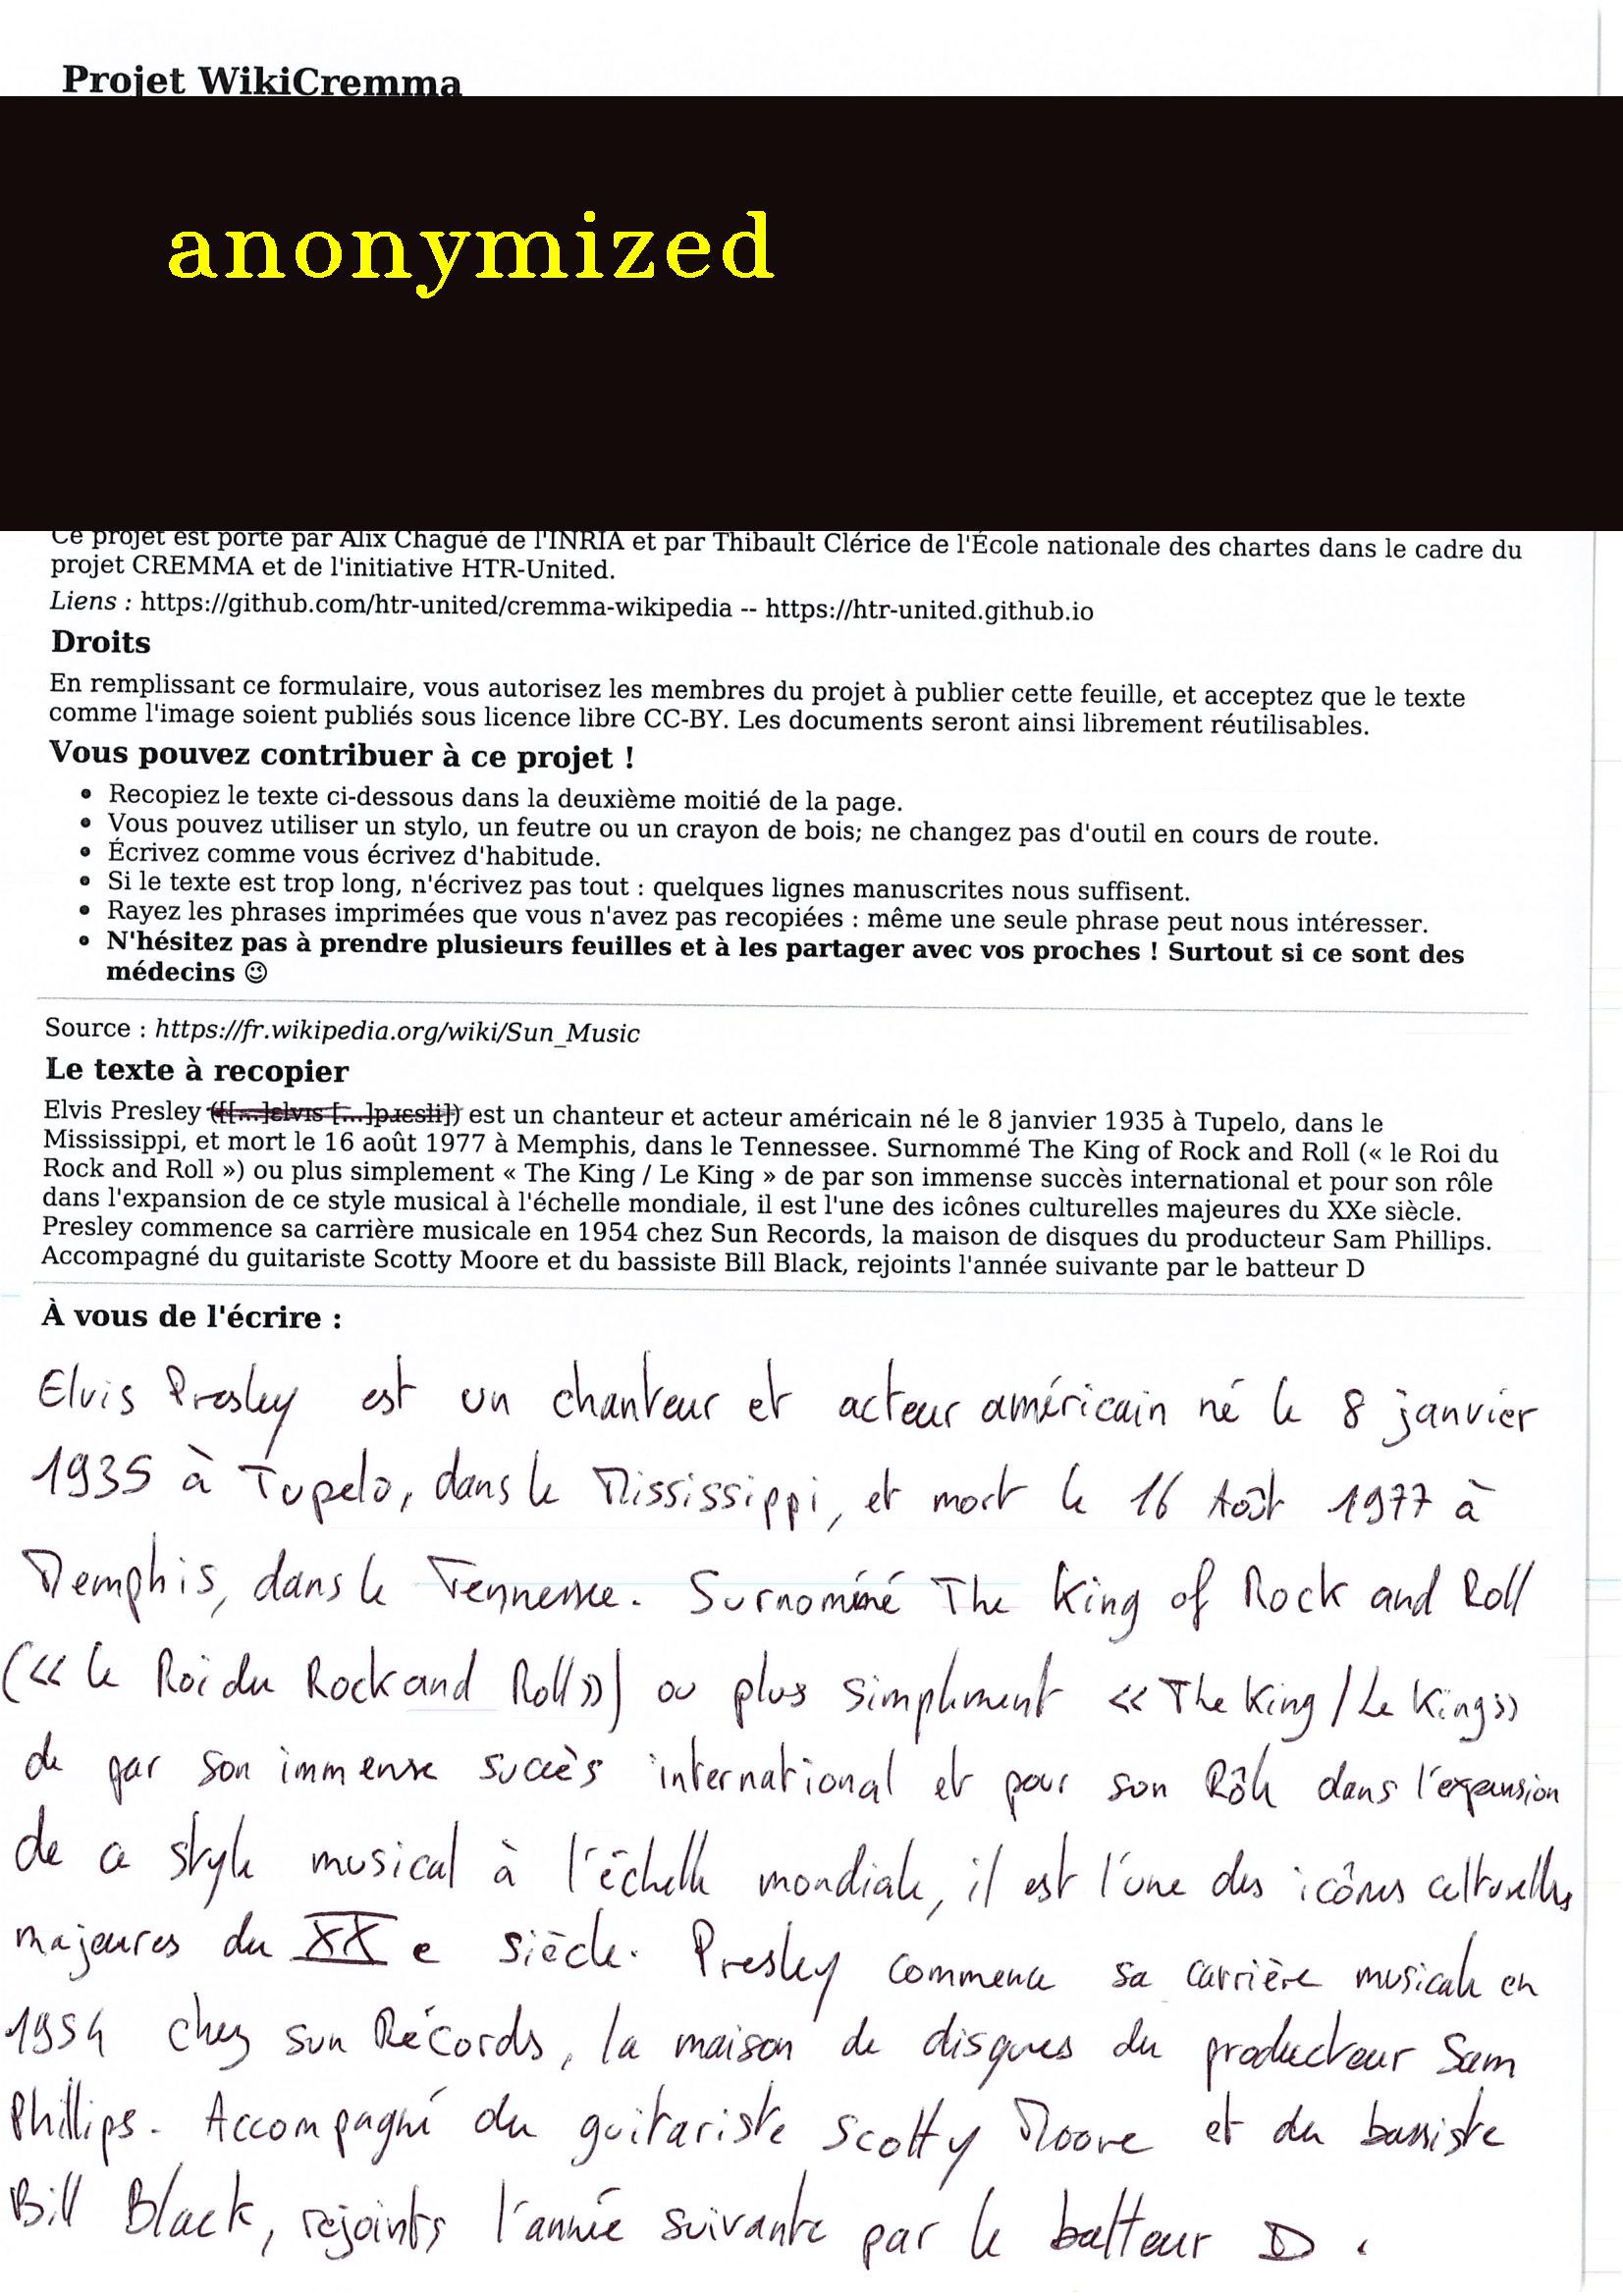 Projet WikiCremma
anonymized
Ce projet est porté par Alix Chagué de l'INRIA et par Thibault Clérice de l'École nationale des chartes dans le cadre du
projet CREMMA et de l'initiative HTR-United.
Liens : https://github.com/htr-united/cremma-wikipedia -- https://htr-united.github.io
Droits
En remplissant ce formulaire, vous autorisez les membres du projet à publier cette feuille, et acceptez que le texte
comme l'image soient publiés sous licence libre CC-BY. Les documents seront ainsi librement réutilisables.
Vous pouvez contribuer à ce projet !
• Recopiez le texte ci-dessous dans la deuxième moitié de la page.
• Vous pouvez utiliser un stylo, un feutre ou un crayon de bois; ne changez pas d'outil en cours de route.
• Écrivez comme vous écrivez d'habitude.
• Si le texte est trop long, n'écrivez pas tout : quelques lignes manuscrites nous suffisent.
• Rayez les phrases imprimées que vous n'avez pas recopiées : même une seule phrase peut nous intéresser.
• N'hésitez pas à prendre plusieurs feuilles et à les partager avec vos proches ! Surtout si ce sont des
médecins 😉
Source : https://fr.wikipedia.org/wiki/Sun_Music
Le texte à recopier
Elvis Presley ([[...]ɛlvɪs [...]pɹɛsli]) est un chanteur et acteur américain né le 8 janvier 1935 à Tupelo, dans le
Mississippi, et mort le 16 août 1977 à Memphis, dans le Tennessee. Surnommé The King of Rock and Roll (« le Roi du
Rock and Roll ») ou plus simplement « The King / Le King » de par son immense succès international et pour son rôle
dans l'expansion de ce style musical à l'échelle mondiale, il est l'une des icônes culturelles majeures du XXe siècle.
Presley commence sa carrière musicale en 1954 chez Sun Records, la maison de disques du producteur Sam Phillips.
Accompagné du guitariste Scotty Moore et du bassiste Bill Black, rejoints l'année suivante par le batteur D
À vous de l'écrire :
Elvis Presley est un chanteur et acteur américain né le 8 janvier
1935 à Tupelo, dans le Mississippi, et mort le 16 Août 1977 à
Memphis, dans le Tennessee. Surnommé The King of Rock and Roll
(« le Roi du Rock and Roll ») ou plus simplement « The King / Le King »
de par son immense succès international et pour son Rôle dans l'expansion
de ce style musical à l'échelle mondiale, il est l'une des icônes culturelles
majeures du XX e siècle. Presley commence sa carrière musicale en
1954 chez Sun Récords, la maison de disques du producteur Sam
Phillips. Accompagné du guitariste Scotty Moore et du bassiste
Bill Black, rejoints l'année suivante par le batteur D.